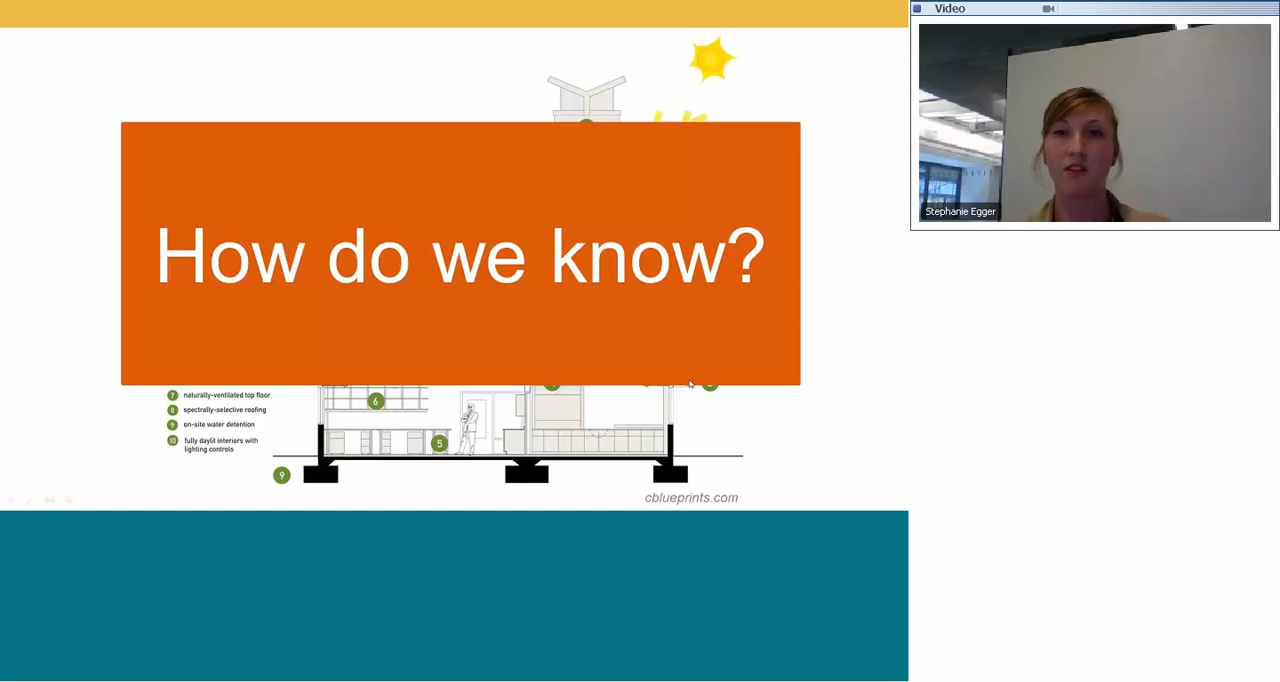 Video
Stephanie Egger
How do we know?
7 naturally-ventilated top floor
8 spectrally-selective roofing
9 on-site water detention
10 fully daylit interiors with
lighting controls
6
5
9
cblueprints.com